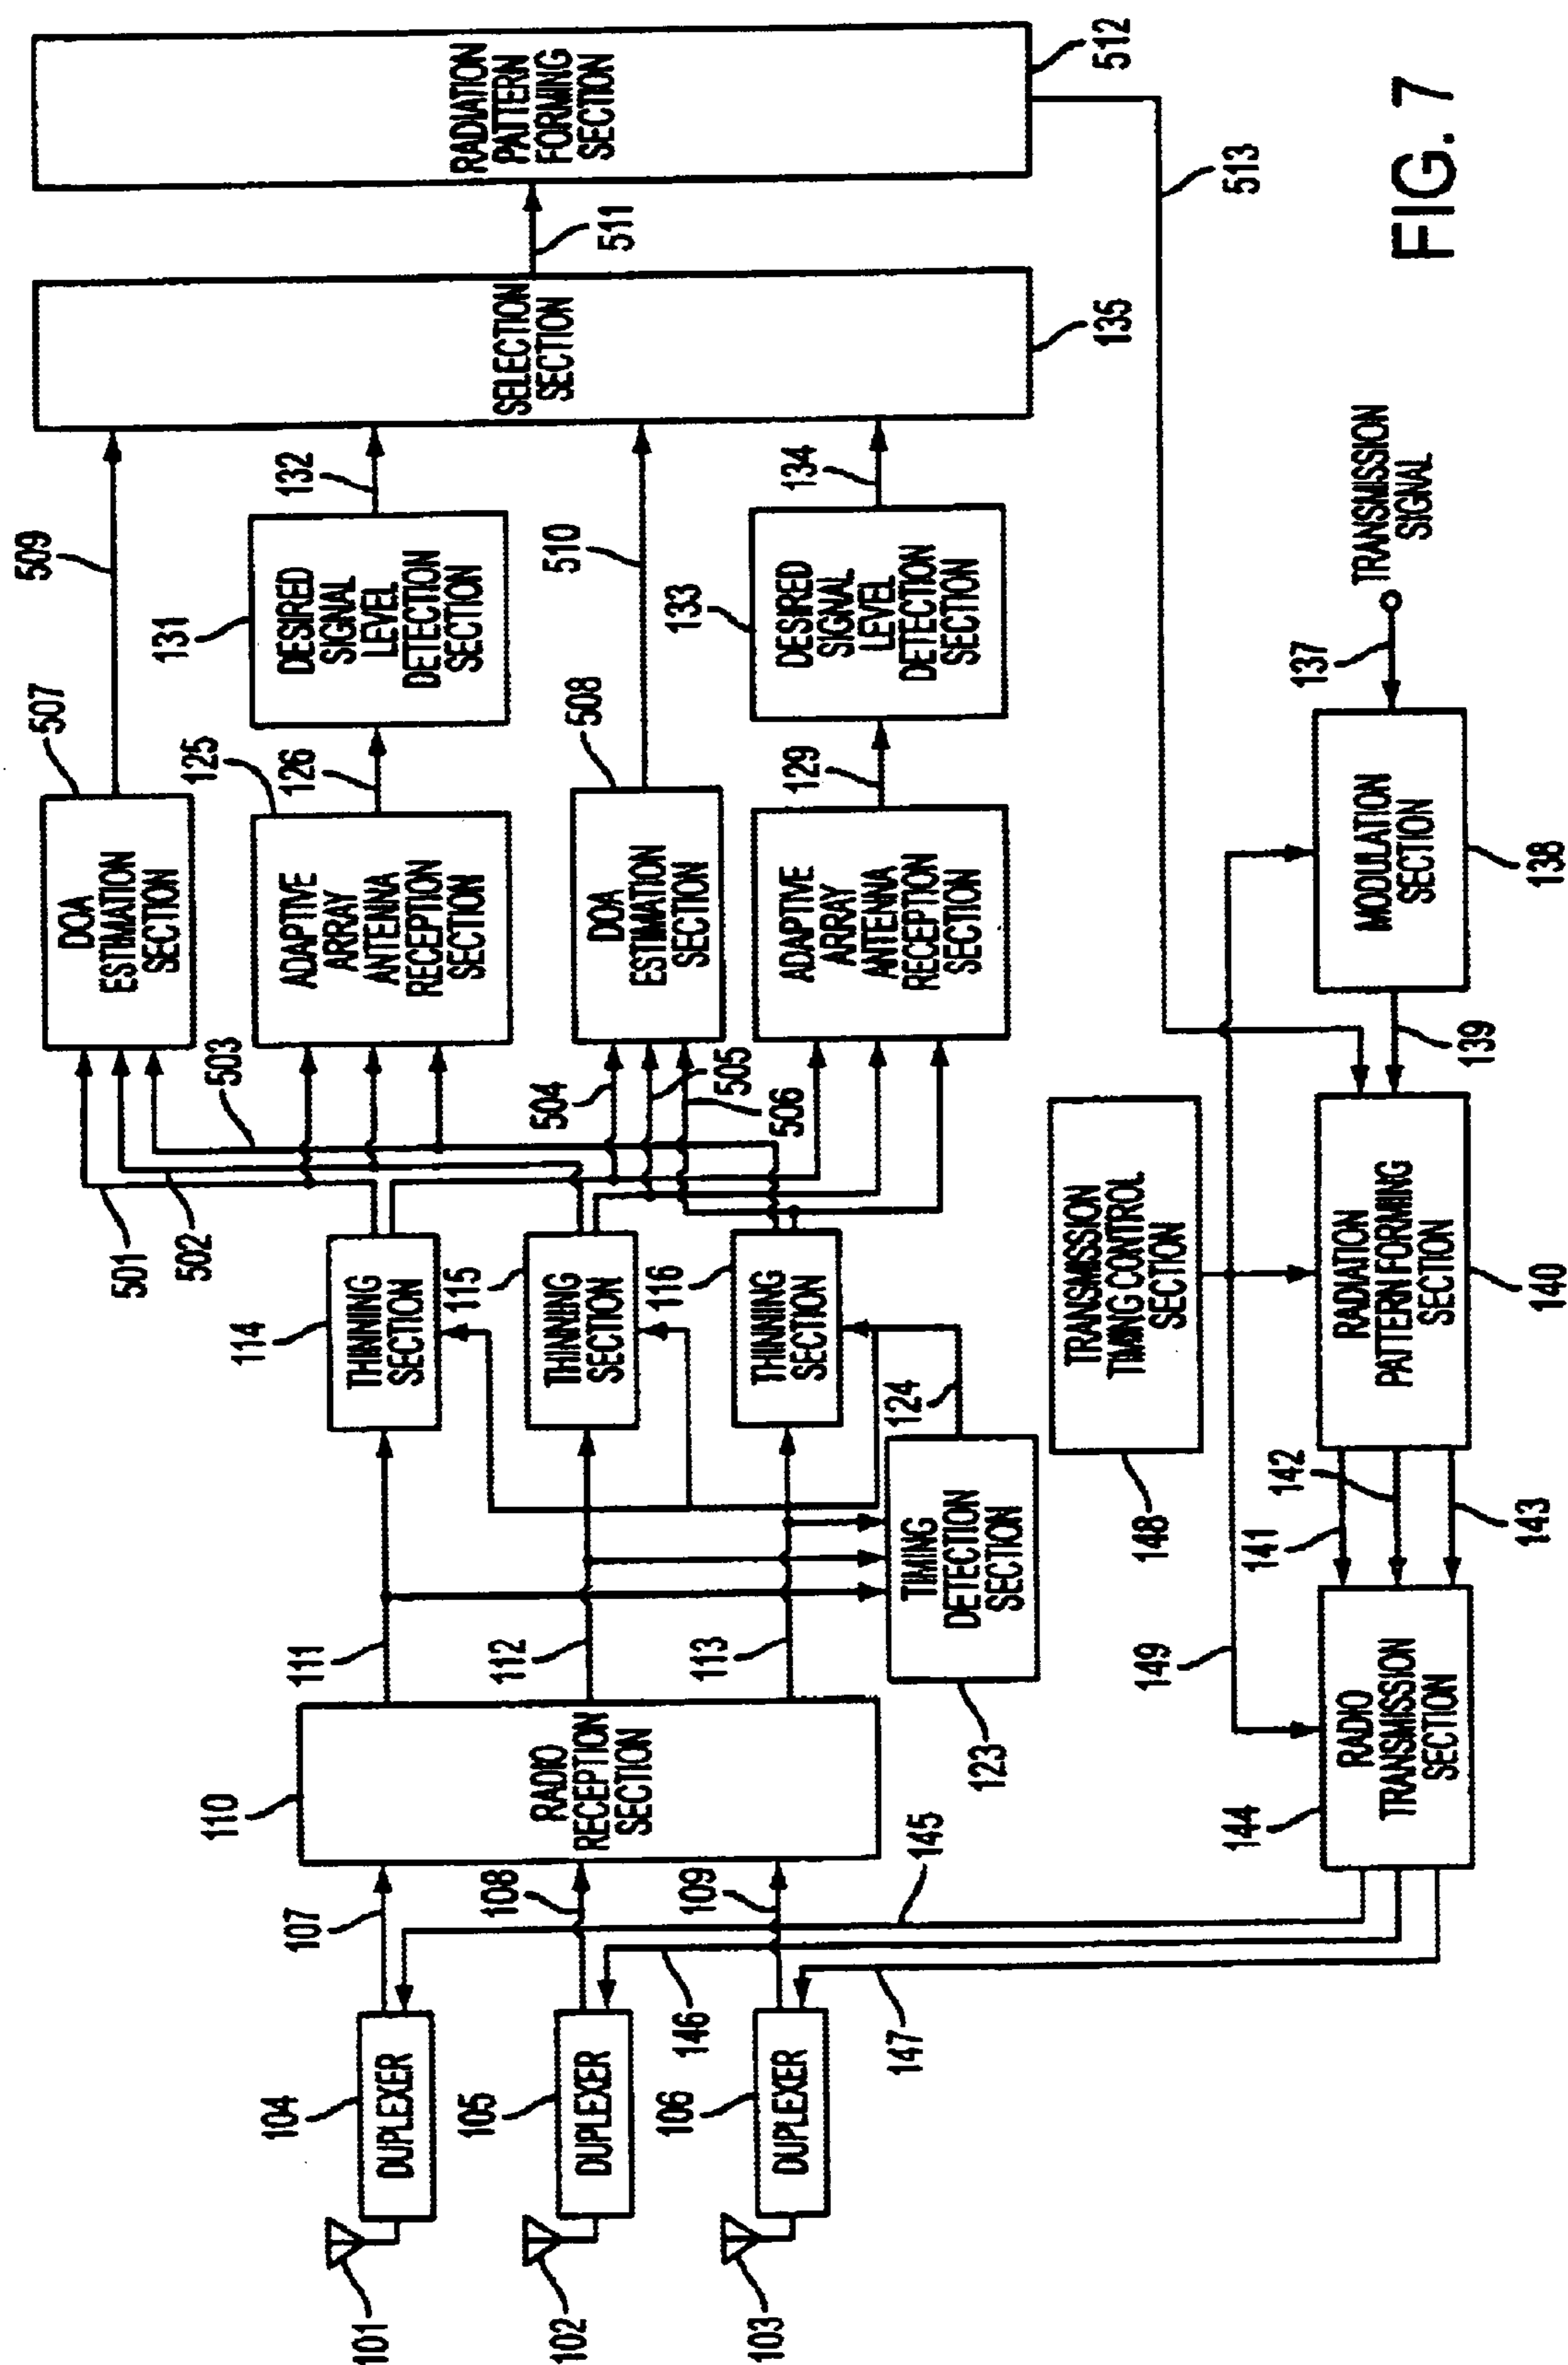 101
102
103
104
DUPLEXER
105
DUPLEXER
106
DUPLEXER
107
108
109
146
147
145
110
RADIO
RECEPTION
SECTION
111
112
113
123
TIMING
DETECTION
SECTION
124
114
THINNING
SECTION
115
THINNING
SECTION
116
THINNING
SECTION
501
502
503
504
505
506
507
DOA
ESTIMATION
SECTION
125
ADAPTIVE
ARRAY
ANTENNA
RECEPTION
SECTION
508
DOA
ESTIMATION
SECTION
ADAPTIVE
ARRAY
ANTENNA
RECEPTION
SECTION
126
129
509
131
DESIRED
SIGNAL
LEVEL
DETECTION
SECTION
510
133
DESIRED
SIGNAL
LEVEL
DETECTION
SECTION
132
134
SELECTION
SECTION
135
511
RADIATION
PATTERN
FORMING
SECTION
512
513
144
RADIO
TRANSMISSION
SECTION
149
141
142
143
148
TRANSMISSION
TIMING CONTROL
SECTION
RADIATION
PATTERN FORMING
SECTION
140
139
MODULATION
SECTION
138
137
TRANSMISSION
SIGNAL
FIG. 7